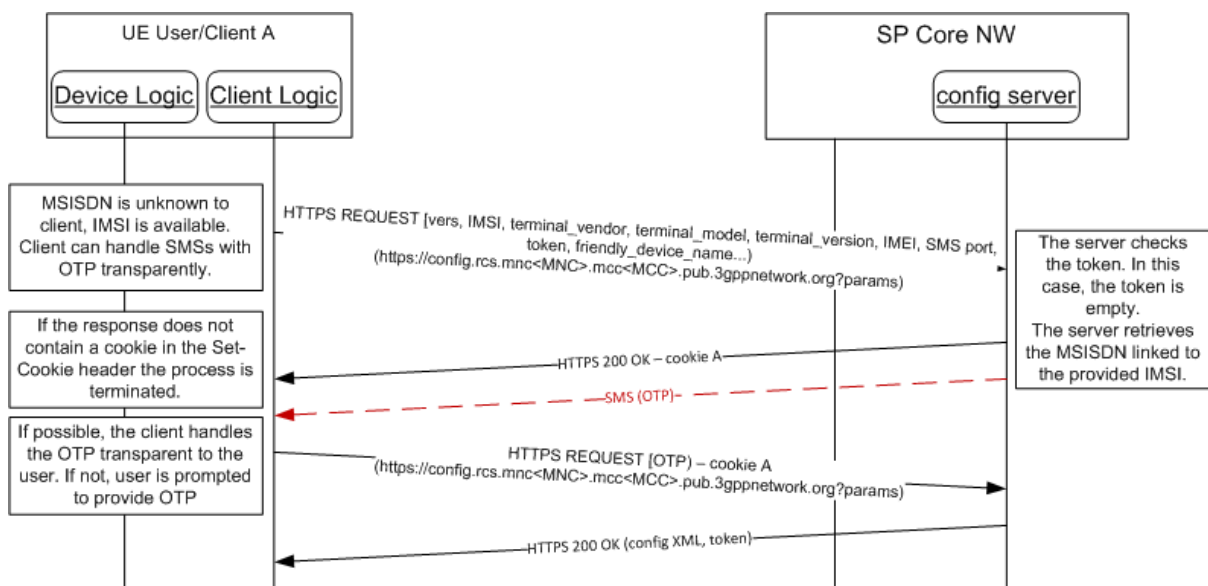 UE User/Client A
SP Core NW
Device Logic
Client Logic
config server
MSISDN is unknown to
client, IMSI is available.
Client can handle SMSs with
OTP transparently.
HTTPS REQUEST [vers, IMSI, terminal_vendor, terminal_model, terminal_version, IMEI, SMS port,
token, friendly_device_name...)
(https://config.rcs.mnc<MNC>.mcc<MCC>.pub.3gppnetwork.org?params)
The server checks
the token. In this
case, the token is
empty.
The server retrieves
the MSISDN linked to
the provided IMSI.
If the response does not
contain a cookie in the Set-
Cookie header the process is
terminated.
HTTPS 200 OK – cookie A
SMS (OTP)
If possible, the client handles
the OTP transparent to the
user. If not, user is prompted
to provide OTP
HTTPS REQUEST [OTP) – cookie A
(https://config.rcs.mnc<MNC>.mcc<MCC>.pub.3gppnetwork.org?params)
HTTPS 200 OK (config XML, token)